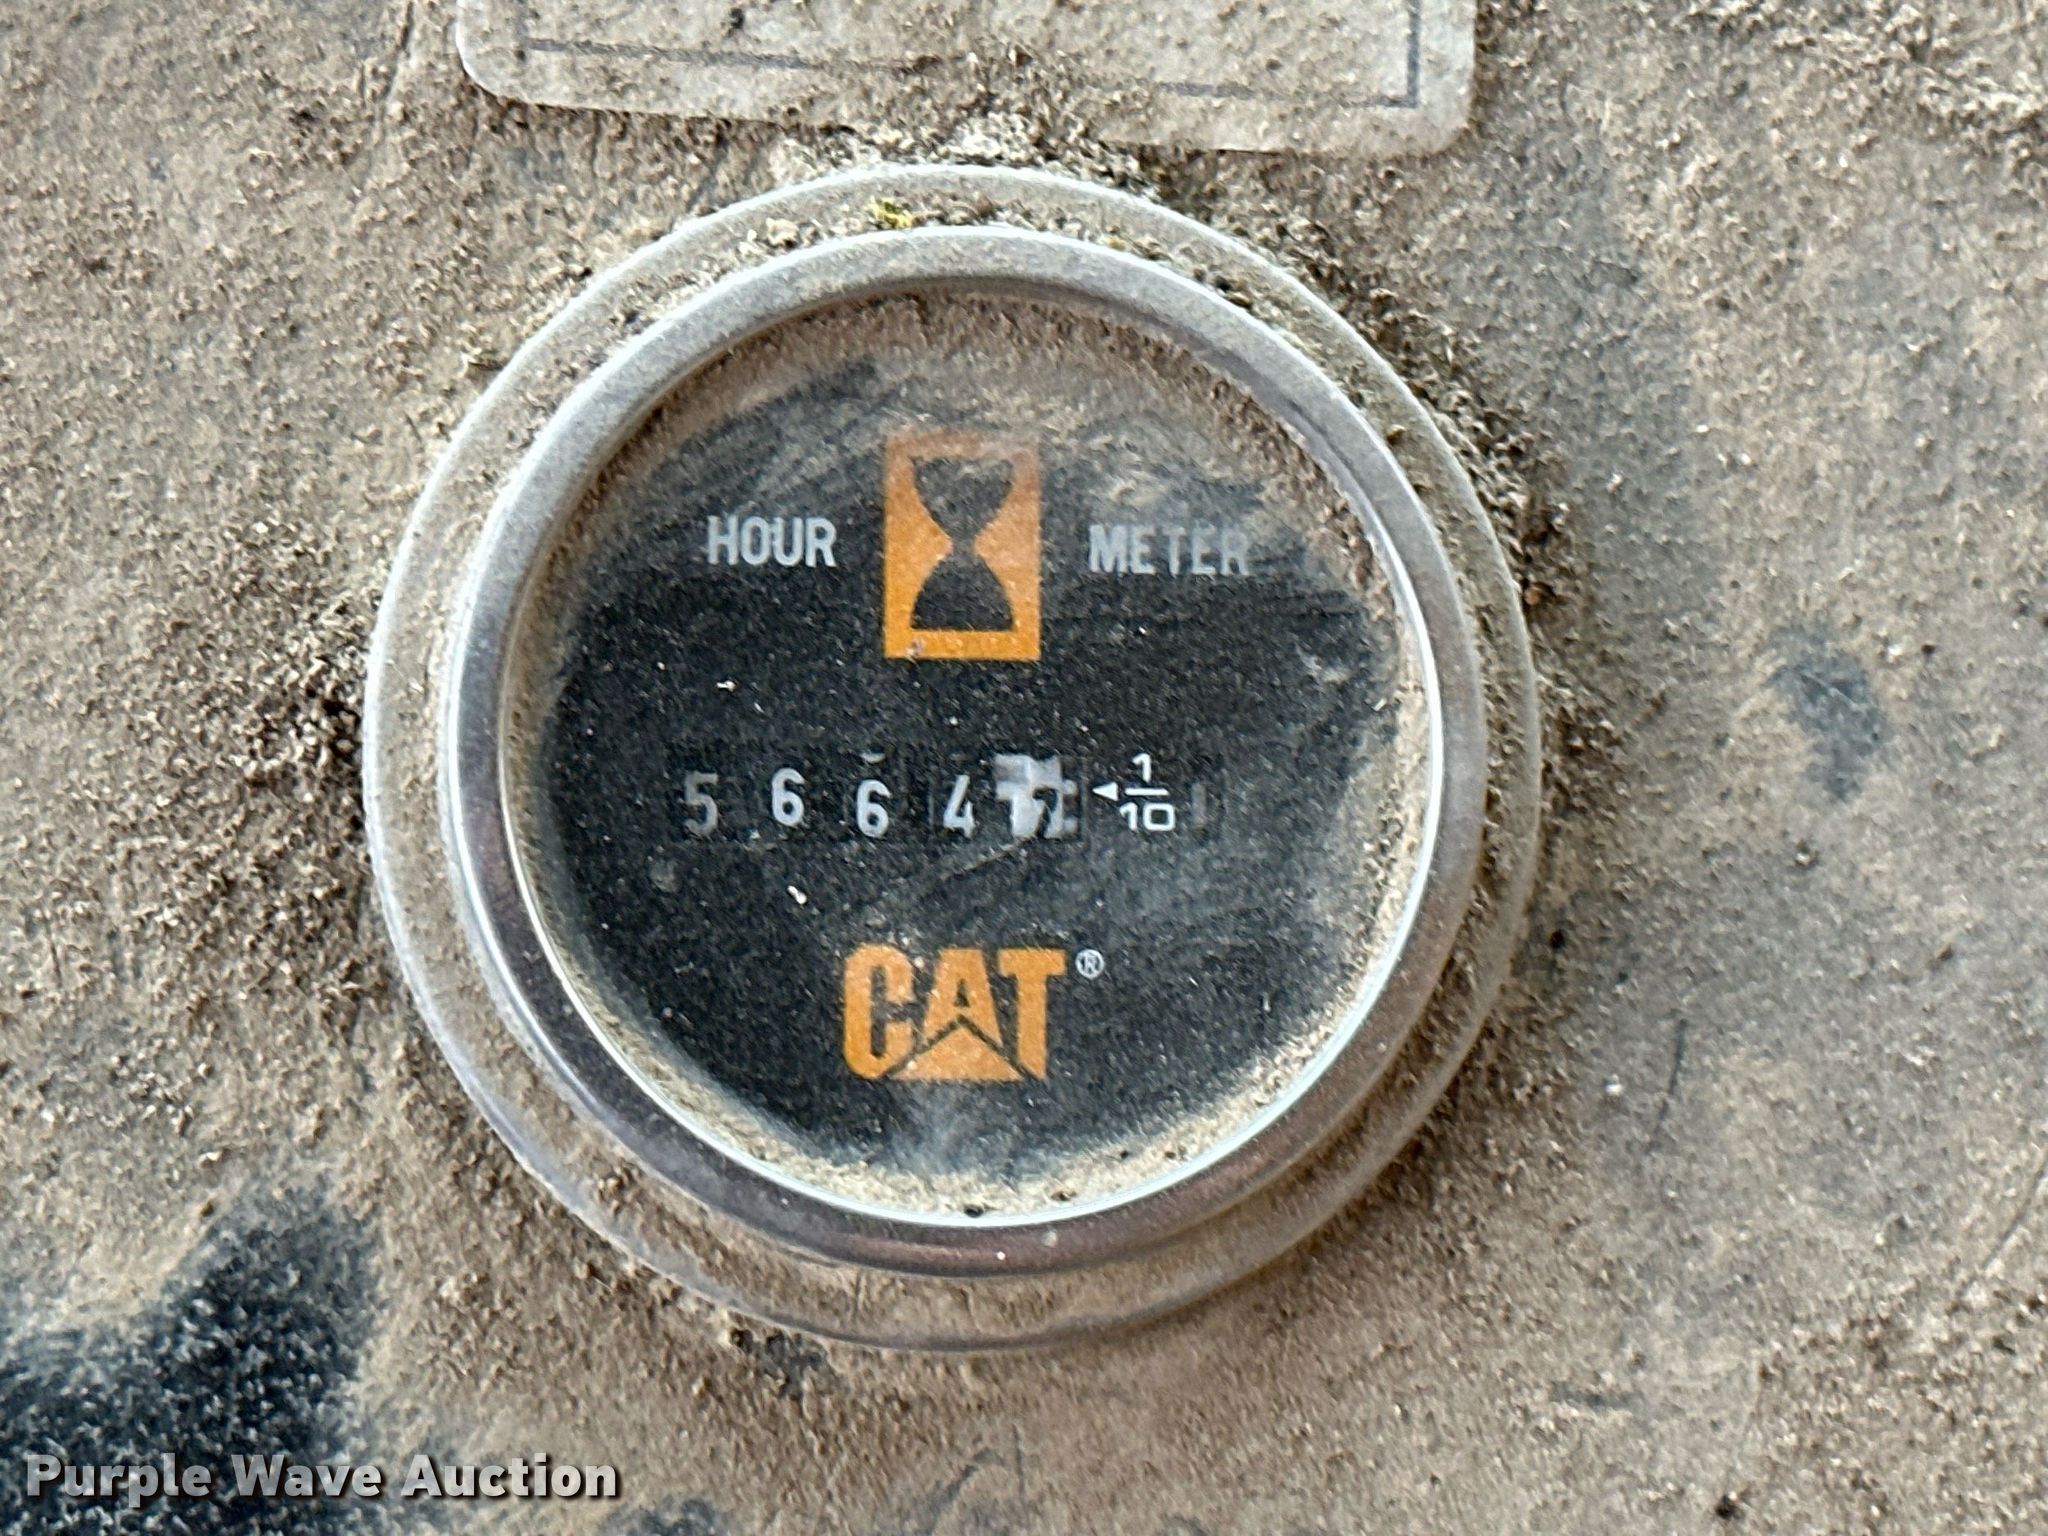 HOUR METER
5 6 6 4
1
10
CAT®
Purple Wave Auction